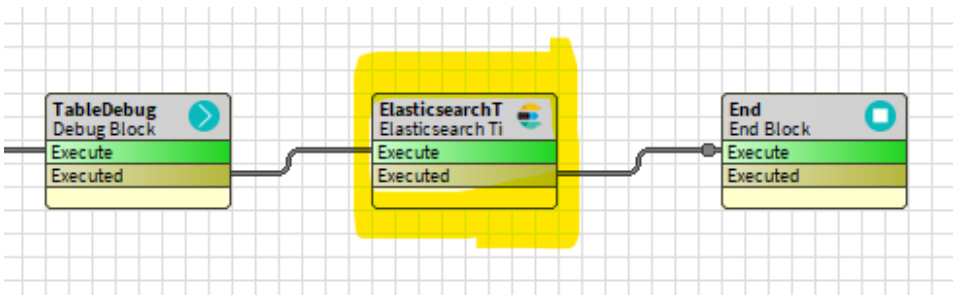 TableDebug
Debug Block
Execute
Executed
ElasticsearchT
Elasticsearch Ti
Execute
Executed
End
End Block
Execute
Executed